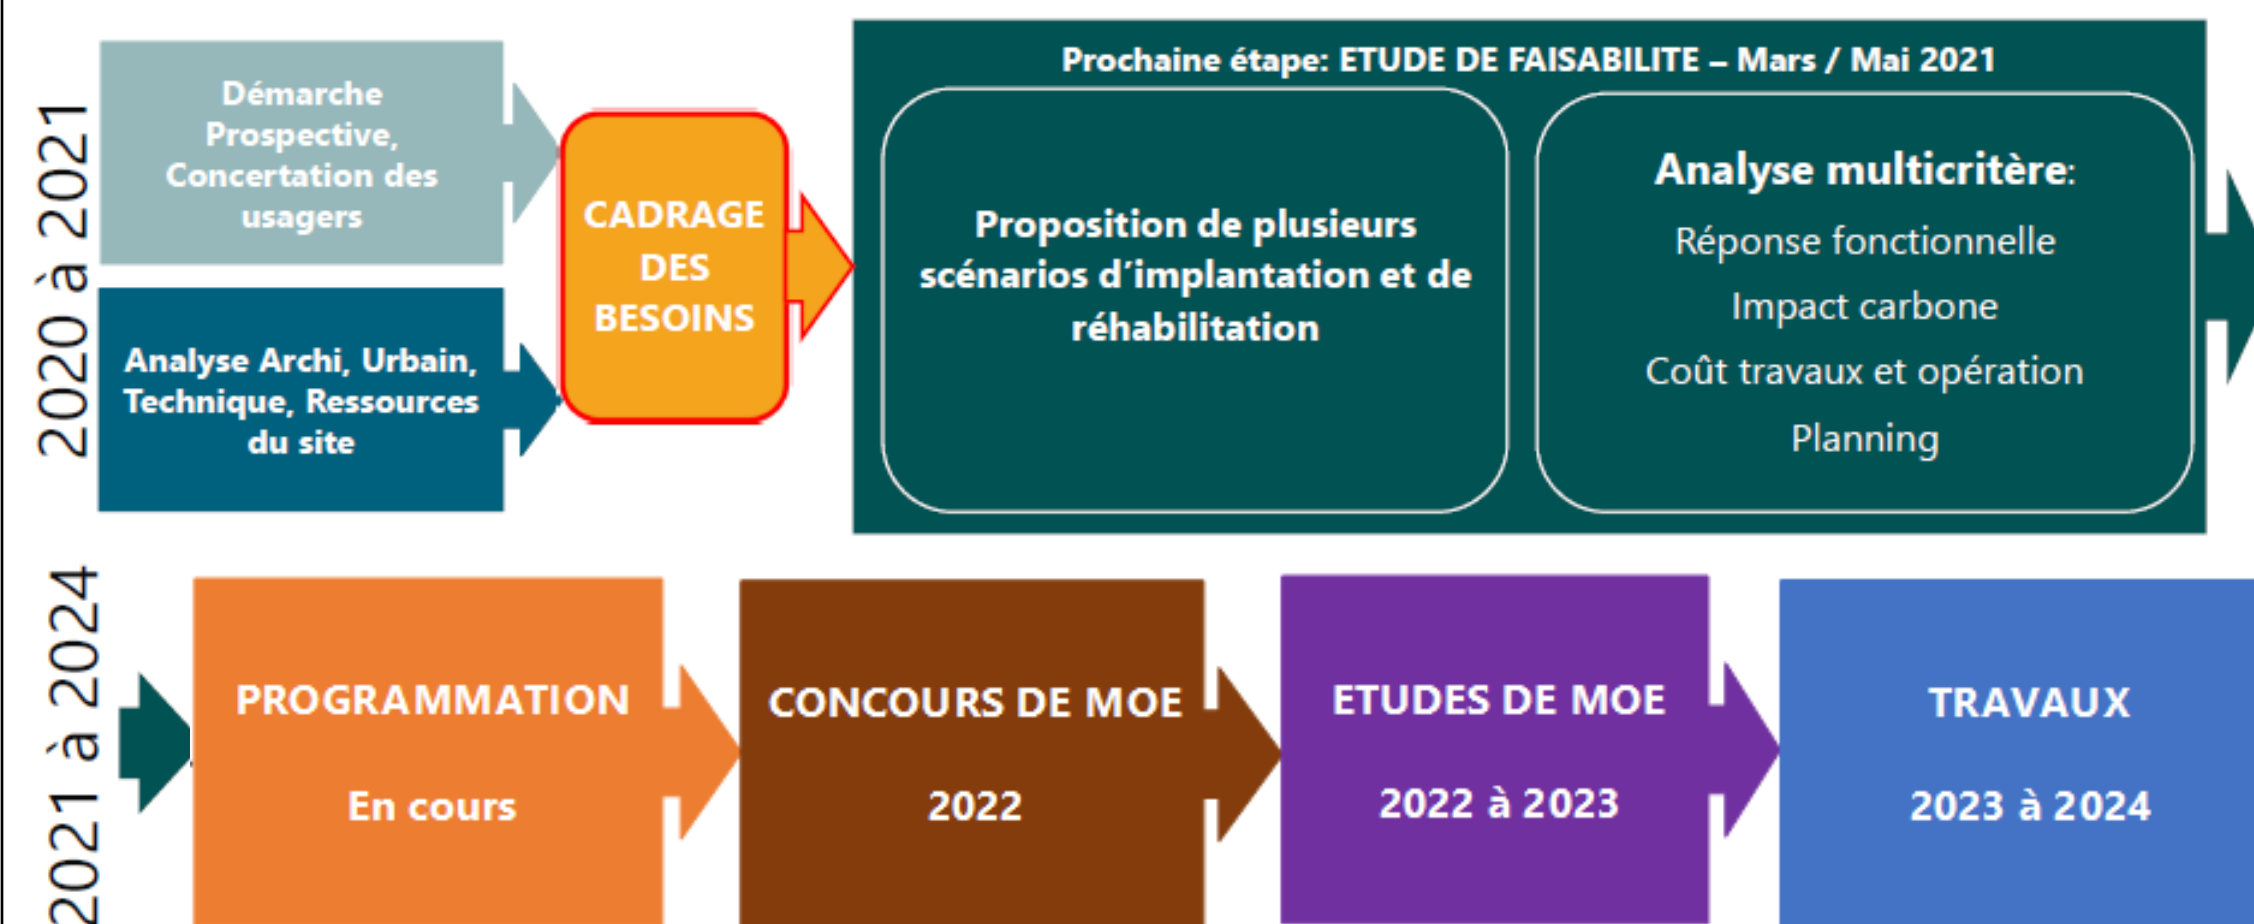 2020 à 2021
Démarche
Prospective,
Concertation des
usagers
Analyse Archi, Urbain,
Technique, Ressources
du site
CADRAGE
DES
BESOINS
Prochaine étape: ETUDE DE FAISABILITE – Mars / Mai 2021
Proposition de plusieurs
scénarios d’implantation et de
réhabilitation
Analyse multicritère:
Réponse fonctionnelle
Impact carbone
Coût travaux et opération
Planning
2021 à 2024
PROGRAMMATION
En cours
CONCOURS DE MOE
2022
ETUDES DE MOE
2022 à 2023
TRAVAUX
2023 à 2024